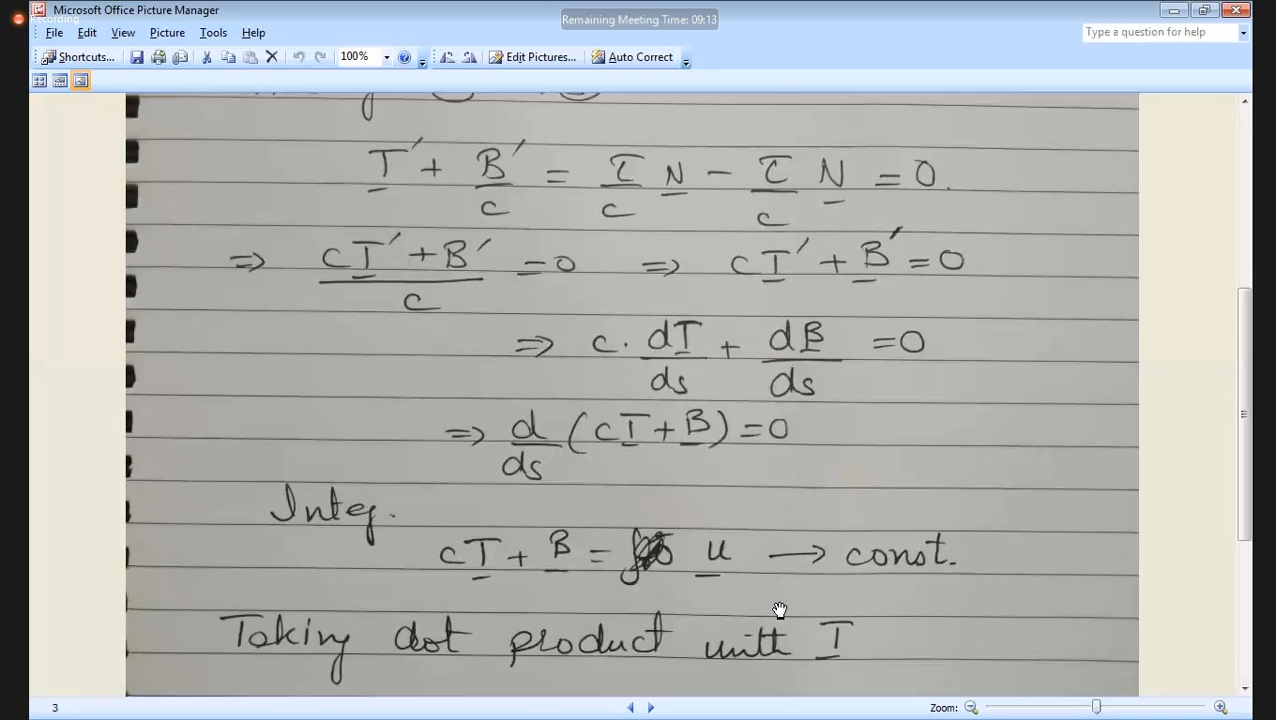 Recording
Microsoft Office Picture Manager
Remaining Meeting Time: 09:13
File Edit View Picture Tools Help
Type a question for help
Shortcuts... 100% Edit Pictures... Auto Correct
T′ + B′/c = τ/c N − τ/c N = 0.
⇒ (cT′ + B′)/c = 0 ⇒ cT′ + B′ = 0
⇒ c · dT/ds + dB/ds = 0
⇒ d/ds (cT + B) = 0
Integ.
cT + B = u → const.
Taking dot product with T
3
Zoom: